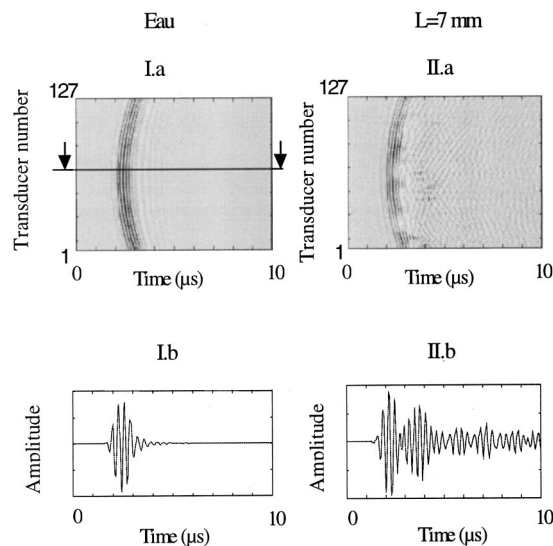 Eau
L=7 mm
I.a
II.a
127
127
Transducer number
Transducer number
1
1
0
10
0
10
Time (µs)
Time (µs)
I.b
II.b
Amplitude
Amplitude
0
10
0
10
Time (µs)
Time (µs)